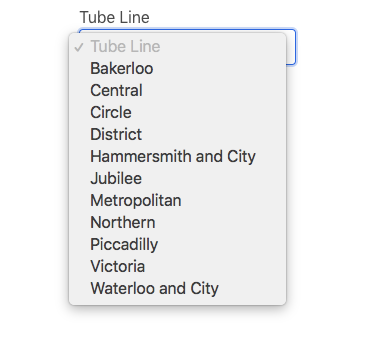 Tube Line
✓ Tube Line
Bakerloo
Central
Circle
District
Hammersmith and City
Jubilee
Metropolitan
Northern
Piccadilly
Victoria
Waterloo and City